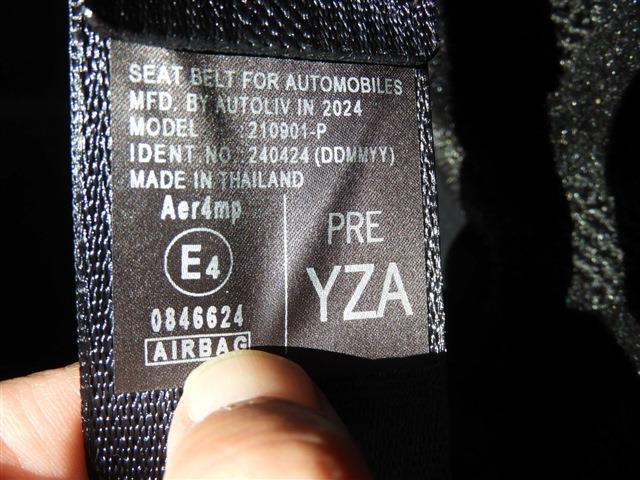 SEAT BELT FOR AUTOMOBILES
MFD. BY AUTOLIV IN 2024
MODEL : 210901-P
IDENT. NO. : 240424 (DDMMYY)
MADE IN THAILAND
Aer4mp
PRE
E4
YZA
0846624
AIRBAG